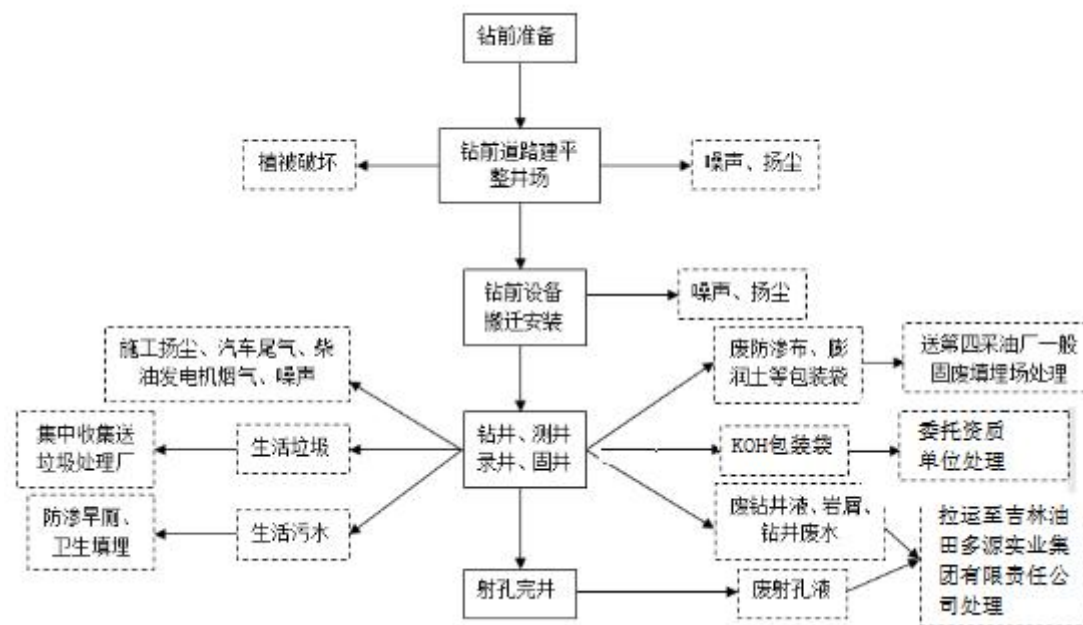 钻前准备
植被破坏
钻前道路建平
整井场
噪声、扬尘
钻前设备
搬迁安装
噪声、扬尘
施工扬尘、汽车尾气、柴
油发电机烟气、噪声
废防渗布、膨
润土等包装袋
送第四采油厂一般
固废填埋场处理
集中收集送
垃圾处理厂
生活垃圾
钻井、测井
录井、固井
KOH包装袋
委托资质
单位处理
防渗旱厕、
卫生填埋
生活污水
废钻井液、岩屑、
钻井废水
拉运至吉林油
田多源实业集
团有限责任公
司处理
射孔完井
废射孔液